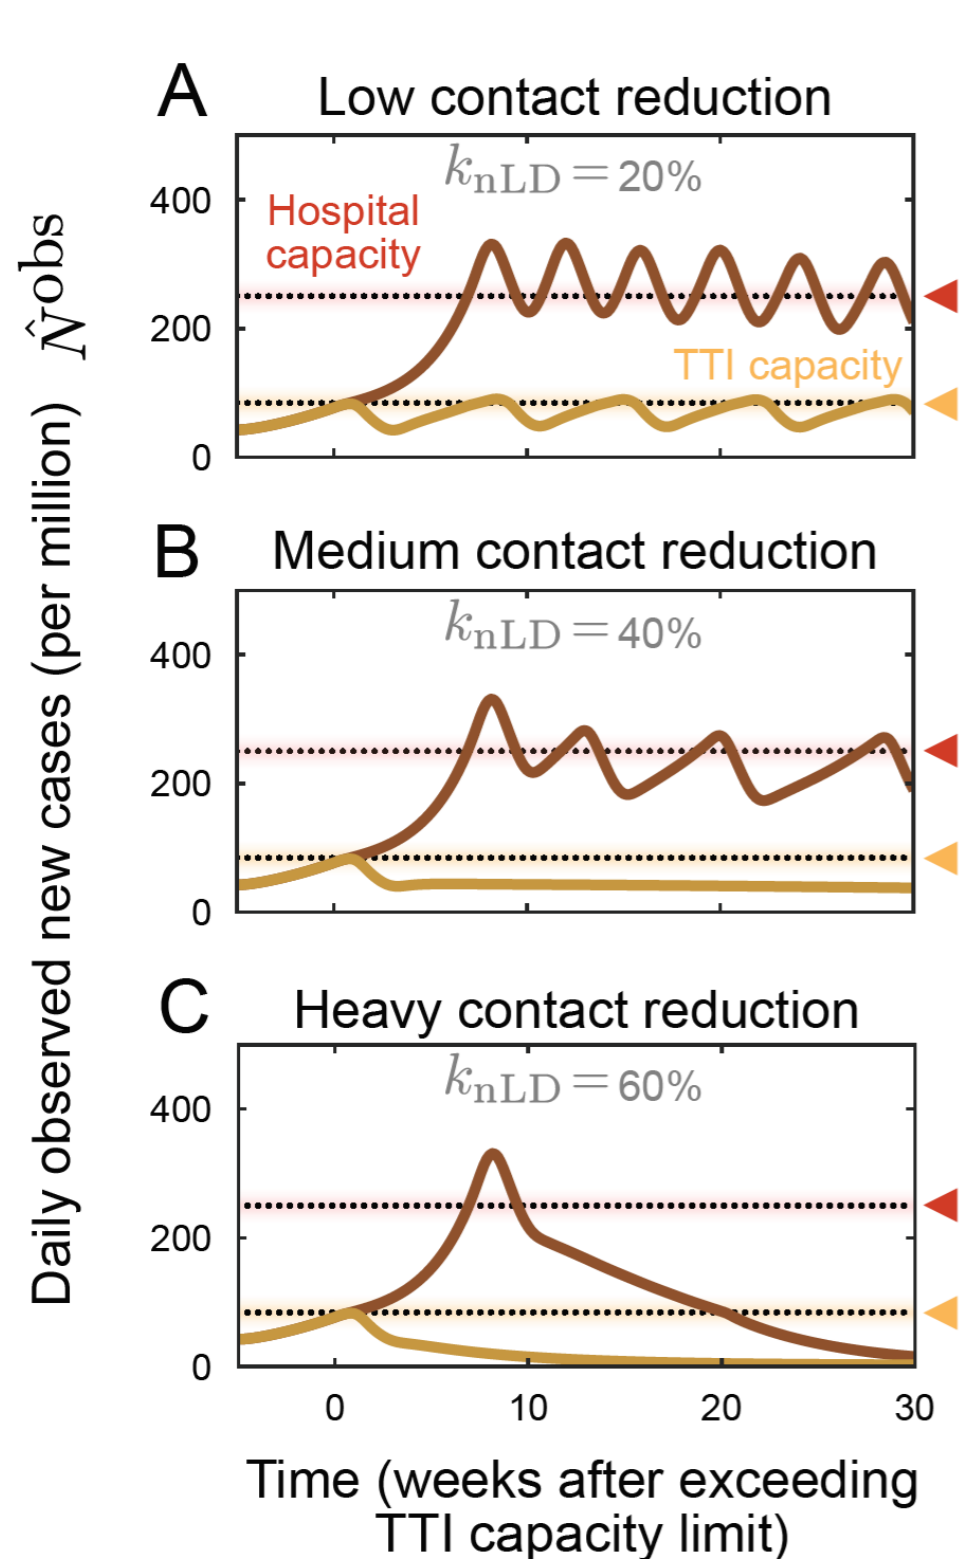 A
Low contact reduction
k_nLD = 20%
Hospital
capacity
TTI capacity
400
200
0
B
Medium contact reduction
k_nLD = 40%
400
200
0
C
Heavy contact reduction
k_nLD = 60%
400
200
0
0 10 20 30
Time (weeks after exceeding
TTI capacity limit)
Daily observed new cases (per million) N̂obs